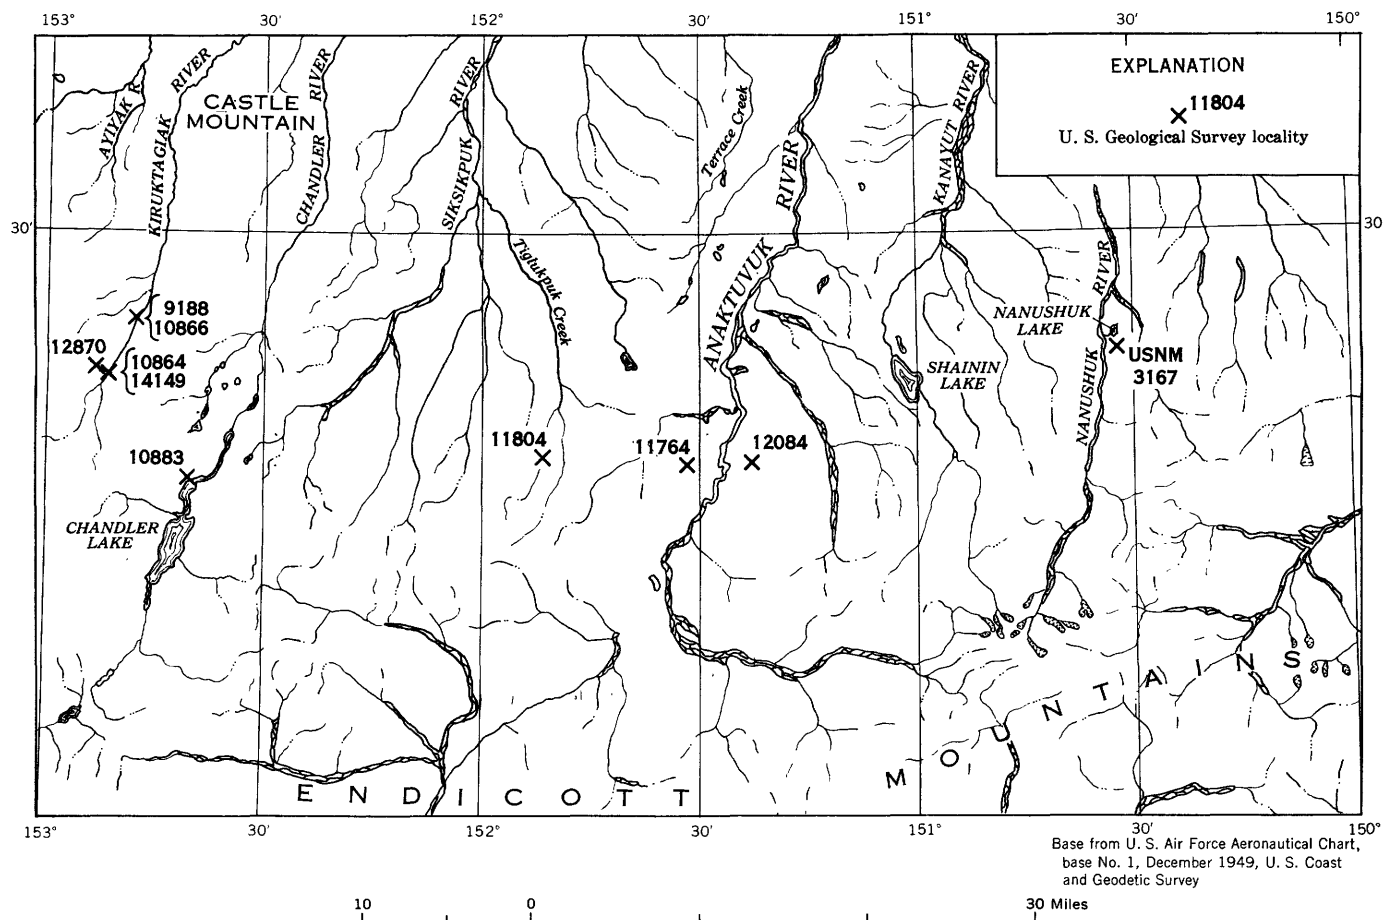 153°
30′
152°
30′
151°
30′
150°
EXPLANATION
11804
U. S. Geological Survey locality
AYIYAK R
KIRUKTAGIAK
RIVER
CASTLE
MOUNTAIN
CHANDLER
RIVER
SIKSIKPUK
RIVER
Terrace Creek
ANAKTUVUK
RIVER
KANAYUT RIVER
30′
30
Tiglukpuk Creek
9188
10866
12870
10864
14149
NANUSHUK
LAKE
NANUSHUK
RIVER
USNM
3167
SHAININ
LAKE
10883
11804
11764
12084
CHANDLER
LAKE
ENDICOTT
MOUNTAINS
153°
30′
152°
30′
151°
30′
150°
Base from U. S. Air Force Aeronautical Chart,
base No. 1, December 1949, U. S. Coast
and Geodetic Survey
10
0
30 Miles